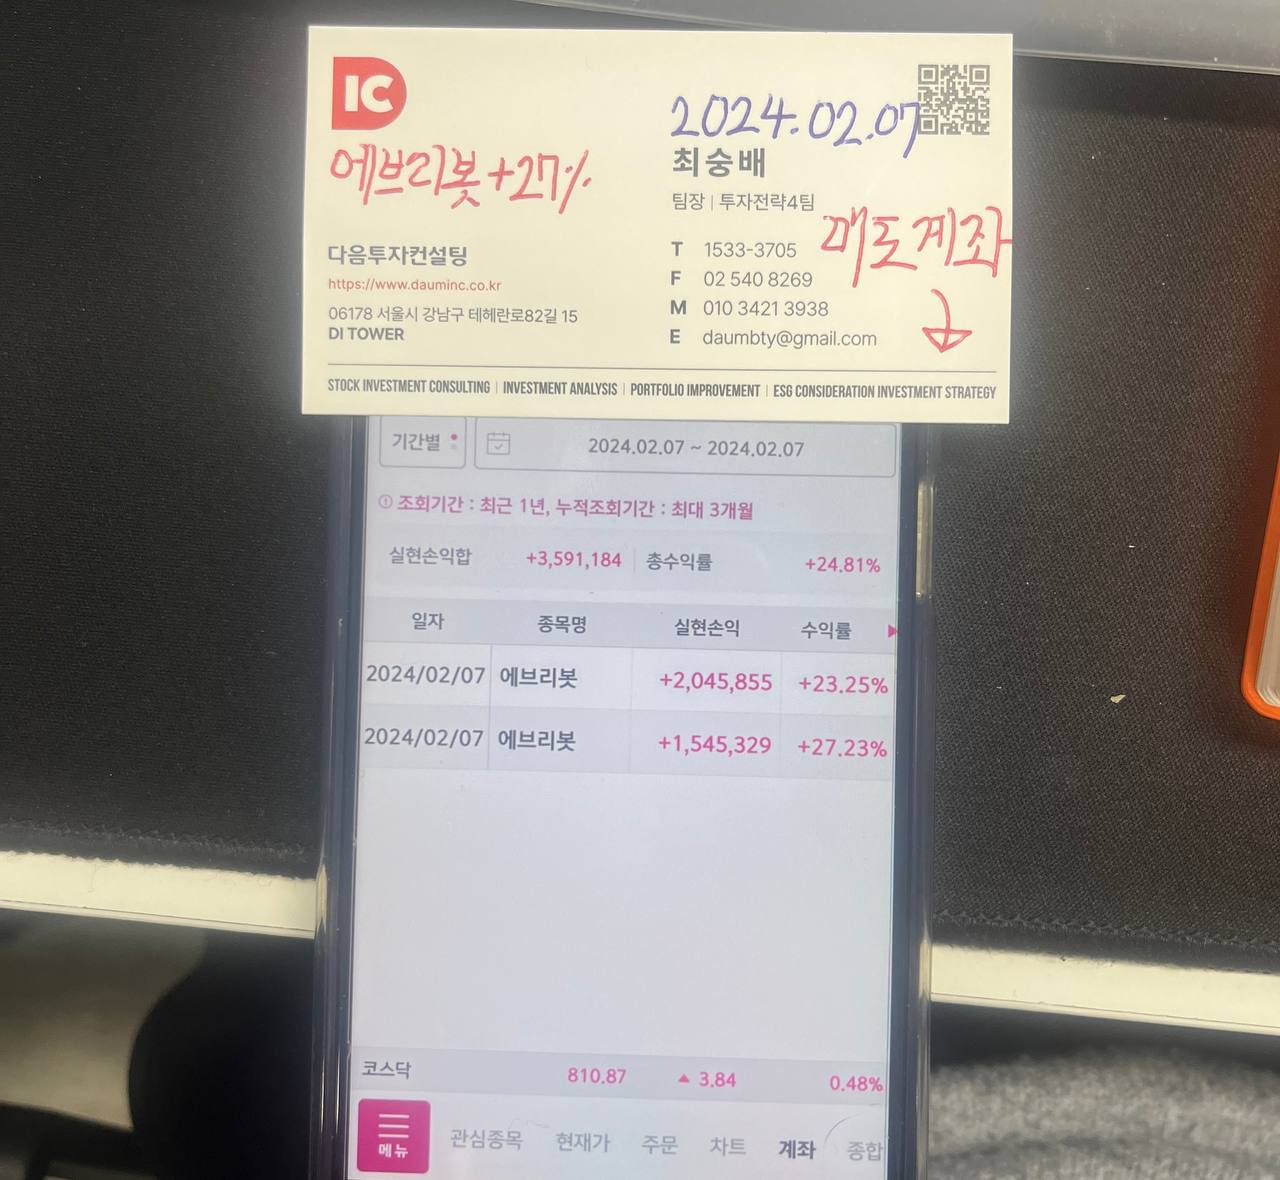 IC
2024.02.07
에브리봇 +27%
최승배
팀장 | 투자전략4팀
매도계좌
다음투자컨설팅
https://www.dauminc.co.kr
06178 서울시 강남구 테헤란로82길 15
DI TOWER
T 1533-3705
F 02 540 8269
M 010 3421 3938
E daumbty@gmail.com
STOCK INVESTMENT CONSULTING | INVESTMENT ANALYSIS | PORTFOLIO IMPROVEMENT | ESG CONSIDERATION INVESTMENT STRATEGY
기간별 2024.02.07 ~ 2024.02.07
조회기간 : 최근 1년, 누적조회기간 : 최대 3개월
실현손익합 +3,591,184 총수익률 +24.81%
일자 종목명 실현손익 수익률
2024/02/07 에브리봇 +2,045,855 +23.25%
2024/02/07 에브리봇 +1,545,329 +27.23%
코스닥 810.87 ▲ 3.84 0.48%
메뉴 관심종목 현재가 주문 차트 계좌 종합